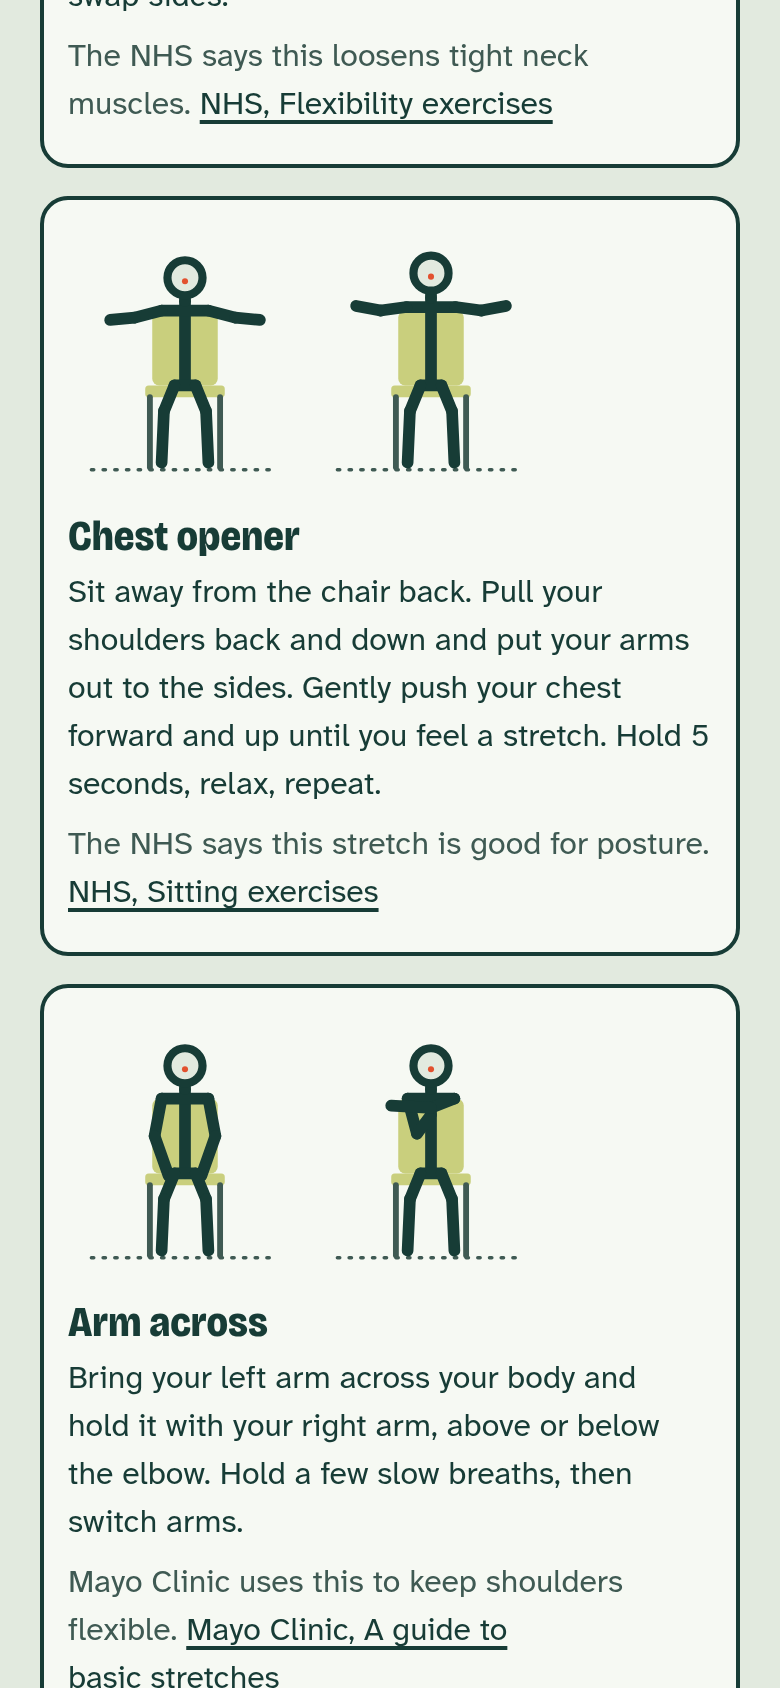 swap sides.
The NHS says this loosens tight neck
muscles. NHS, Flexibility exercises
Chest opener
Sit away from the chair back. Pull your
shoulders back and down and put your arms
out to the sides. Gently push your chest
forward and up until you feel a stretch. Hold 5
seconds, relax, repeat.
The NHS says this stretch is good for posture.
NHS, Sitting exercises
Arm across
Bring your left arm across your body and
hold it with your right arm, above or below
the elbow. Hold a few slow breaths, then
switch arms.
Mayo Clinic uses this to keep shoulders
flexible. Mayo Clinic, A guide to
basic stretches